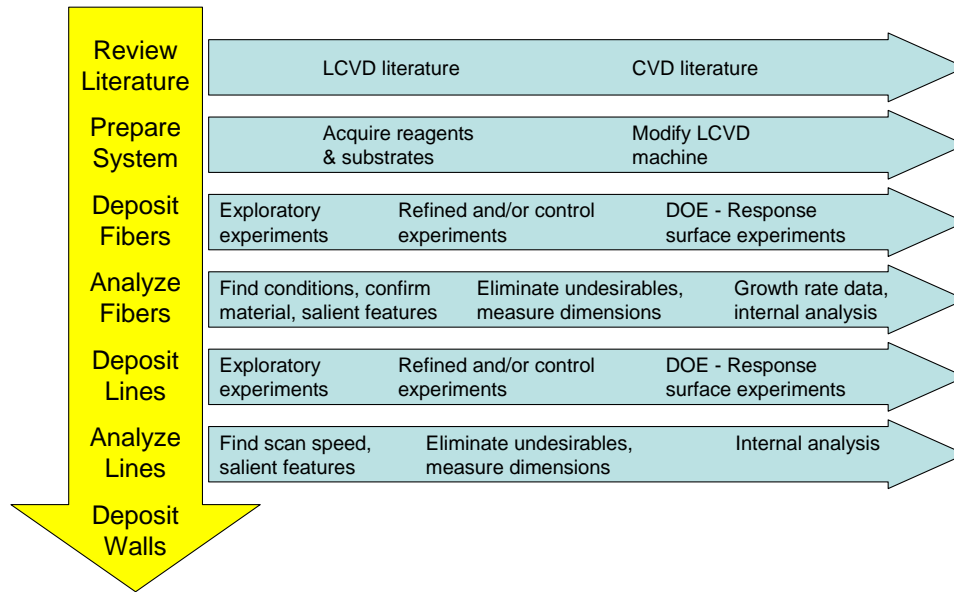 Review
Literature
LCVD literature
CVD literature
Prepare
System
Acquire reagents
& substrates
Modify LCVD
machine
Deposit
Fibers
Exploratory
experiments
Refined and/or control
experiments
DOE - Response
surface experiments
Analyze
Fibers
Find conditions, confirm
material, salient features
Eliminate undesirables,
measure dimensions
Growth rate data,
internal analysis
Deposit
Lines
Exploratory
experiments
Refined and/or control
experiments
DOE - Response
surface experiments
Analyze
Lines
Find scan speed,
salient features
Eliminate undesirables,
measure dimensions
Internal analysis
Deposit
Walls